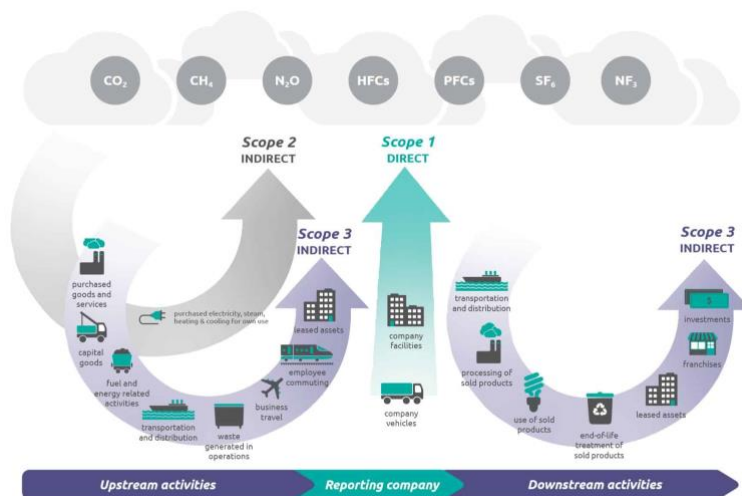 CO₂
CH₄
N₂O
HFCs
PFCs
SF₆
NF₃
Scope 2
INDIRECT
Scope 1
DIRECT
Scope 3
INDIRECT
Scope 3
INDIRECT
purchased
goods and
services
capital
goods
fuel and
energy related
activities
transportation
and distribution
waste
generated in
operations
business
travel
employee
commuting
leased assets
purchased electricity, steam,
heating & cooling for own use
company
facilities
company
vehicles
transportation
and distribution
processing of
sold products
use of sold
products
end-of-life
treatment of
sold products
leased assets
franchises
$
investments
Upstream activities
Reporting company
Downstream activities